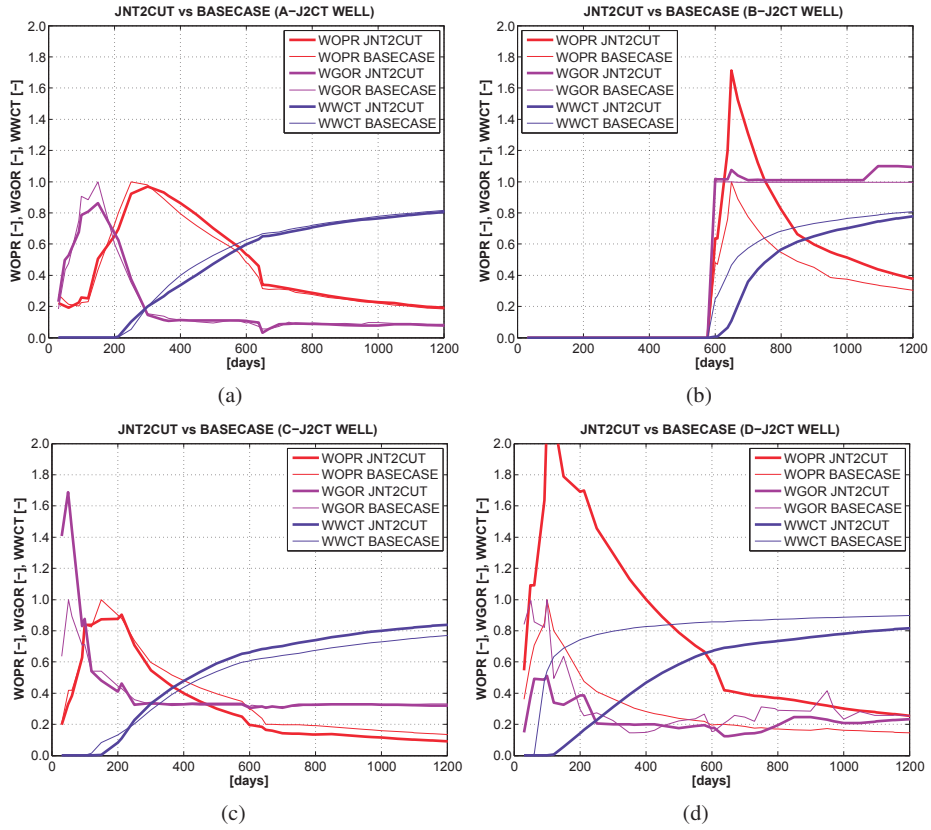 JNT2CUT vs BASECASE (A–J2CT WELL)
WOPR [–], WGOR [–], WWCT [–]
2.0
1.8
1.6
1.4
1.2
1.0
0.8
0.6
0.4
0.2
0.0
WOPR JNT2CUT
WOPR BASECASE
WGOR JNT2CUT
WGOR BASECASE
WWCT JNT2CUT
WWCT BASECASE
0 200 400 600 800 1000 1200
[days]
(a)
JNT2CUT vs BASECASE (B–J2CT WELL)
WOPR [–], WGOR [–], WWCT [–]
2.0
1.8
1.6
1.4
1.2
1.0
0.8
0.6
0.4
0.2
0.0
WOPR JNT2CUT
WOPR BASECASE
WGOR JNT2CUT
WGOR BASECASE
WWCT JNT2CUT
WWCT BASECASE
0 200 400 600 800 1000 1200
[days]
(b)
JNT2CUT vs BASECASE (C–J2CT WELL)
WOPR [–], WGOR [–], WWCT [–]
2.0
1.8
1.6
1.4
1.2
1.0
0.8
0.6
0.4
0.2
0.0
WOPR JNT2CUT
WOPR BASECASE
WGOR JNT2CUT
WGOR BASECASE
WWCT JNT2CUT
WWCT BASECASE
0 200 400 600 800 1000 1200
[days]
(c)
JNT2CUT vs BASECASE (D–J2CT WELL)
WOPR [–], WGOR [–], WWCT [–]
2.0
1.8
1.6
1.4
1.2
1.0
0.8
0.6
0.4
0.2
0.0
WOPR JNT2CUT
WOPR BASECASE
WGOR JNT2CUT
WGOR BASECASE
WWCT JNT2CUT
WWCT BASECASE
0 200 400 600 800 1000 1200
[days]
(d)